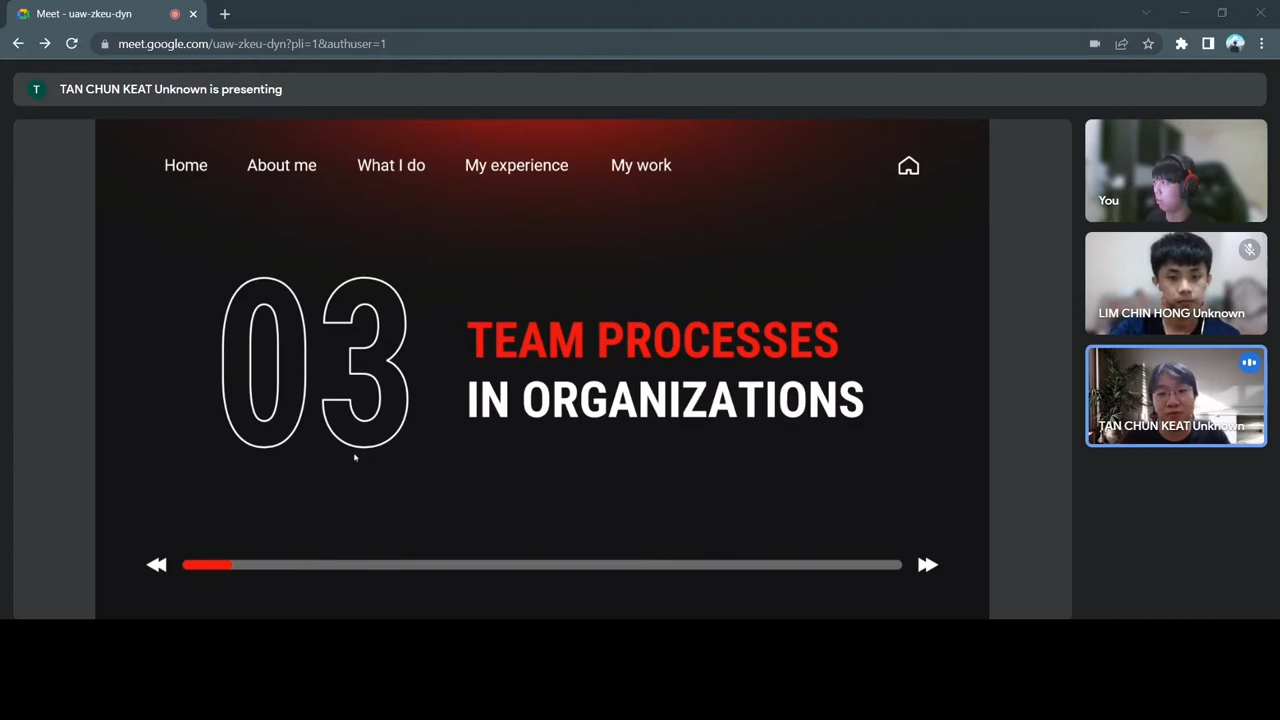 Meet - uaw-zkeu-dyn
meet.google.com/uaw-zkeu-dyn?pli=1&authuser=1
T
TAN CHUN KEAT Unknown is presenting
Home About me What I do My experience My work
03
TEAM PROCESSES
IN ORGANIZATIONS
You
LIM CHIN HONG Unknown
TAN CHUN KEAT Unknown